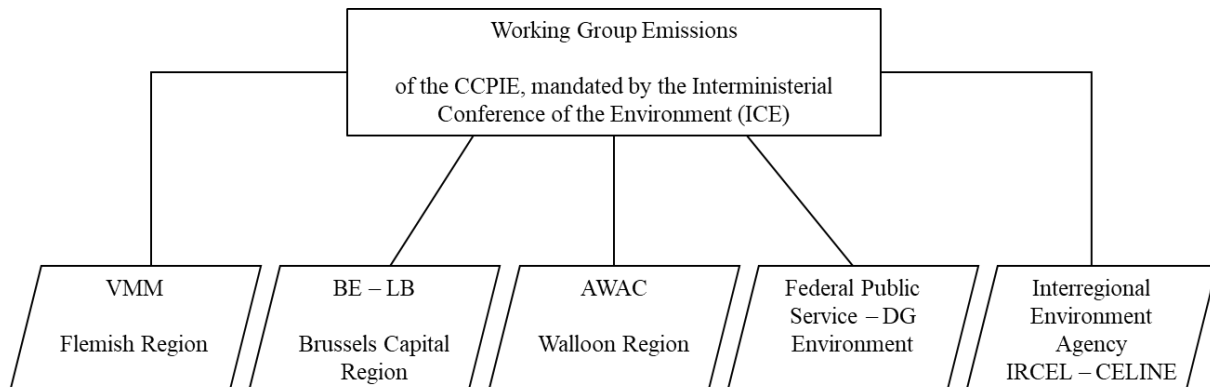 Working Group Emissions
of the CCPIE, mandated by the Interministerial
Conference of the Environment (ICE)
VMM
Flemish Region
BE – LB
Brussels Capital
Region
AWAC
Walloon Region
Federal Public
Service – DG
Environment
Interregional
Environment
Agency
IRCEL – CELINE